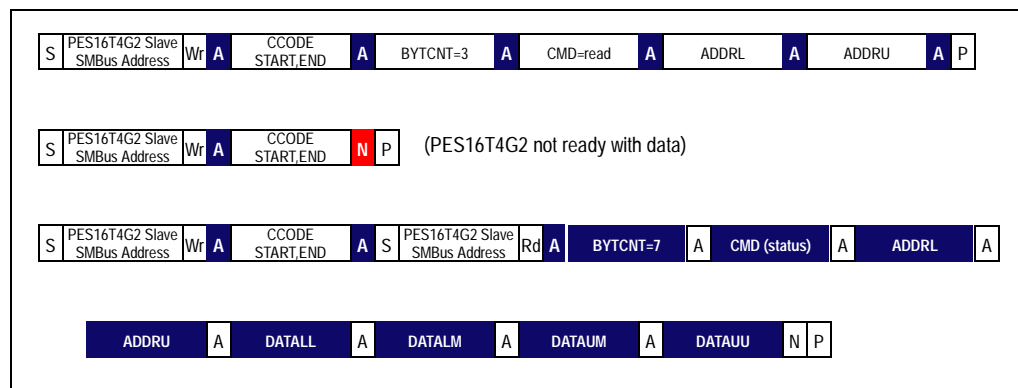 S PES16T4G2 Slave SMBus Address Wr A CCODE START,END A BYTCNT=3 A CMD=read A ADDRL A ADDRU A P
S PES16T4G2 Slave SMBus Address Wr A CCODE START,END N P (PES16T4G2 not ready with data)
S PES16T4G2 Slave SMBus Address Wr A CCODE START,END A S PES16T4G2 Slave SMBus Address Rd A BYTCNT=7 A CMD (status) A ADDRL A
ADDRU A DATALL A DATALM A DATAUM A DATAUU N P